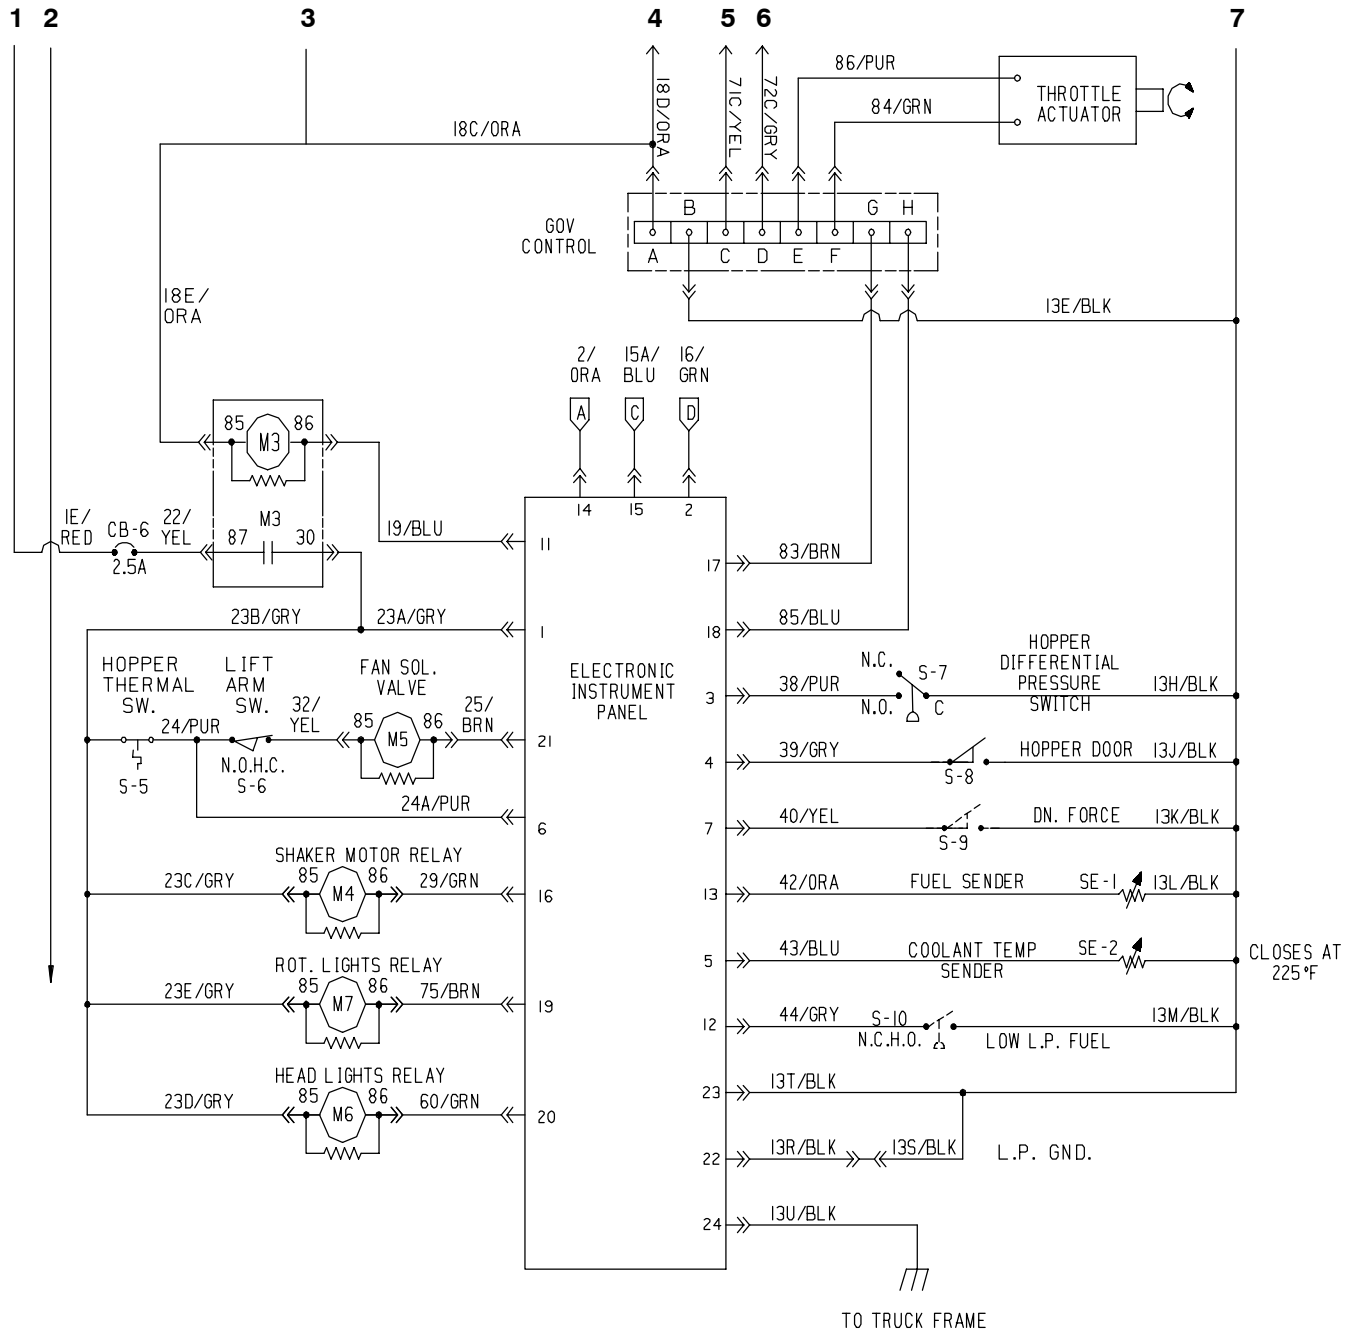 1 2 3 4 5 6 7
86/PUR
THROTTLE
ACTUATOR
84/GRN
18D/ORA
71C/YEL
72C/GRY
18C/ORA
B G H
GOV
CONTROL
A C D E F
18E/
ORA
13E/BLK
2/
ORA
15A/
BLU
16/
GRN
A C D
85 M3 86
14 15 2
1E/
RED
CB-6
2.5A
22/
YEL
M3
87 30
19/BLU
11
17
83/BRN
23B/GRY
23A/GRY
1
18
85/BLU
ELECTRONIC
INSTRUMENT
PANEL
HOPPER
THERMAL
SW.
LIFT
ARM
SW.
FAN SOL.
VALVE
24/PUR
32/
YEL
85 M5 86
25/
BRN
21
S-5
N.O.H.C.
S-6
3
38/PUR
N.C.
N.O.
S-7
C
HOPPER
DIFFERENTIAL
PRESSURE
SWITCH
13H/BLK
4
39/GRY
S-8
HOPPER DOOR
13J/BLK
24A/PUR
6
7
40/YEL
S-9
DN. FORCE
13K/BLK
SHAKER MOTOR RELAY
23C/GRY
85 M4 86
29/GRN
16
13
42/ORA
FUEL SENDER
SE-1
13L/BLK
5
43/BLU
COOLANT TEMP
SENDER
SE-2
CLOSES AT
225°F
ROT. LIGHTS RELAY
23E/GRY
85 M7 86
75/BRN
19
12
44/GRY
S-10
N.C.H.O.
LOW L.P. FUEL
13M/BLK
HEAD LIGHTS RELAY
23D/GRY
85 M6 86
60/GRN
20
23
13T/BLK
22
13R/BLK
13S/BLK
L.P. GND.
24
13U/BLK
TO TRUCK FRAME